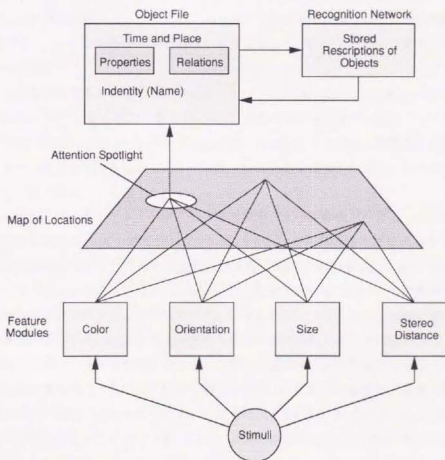 Object File
Recognition Network
Time and Place
Properties
Relations
Indentity (Name)
Stored
Rescriptions of
Objects
Attention Spotlight
Map of Locations
Feature
Modules
Color
Orientation
Size
Stereo
Distance
Stimuli